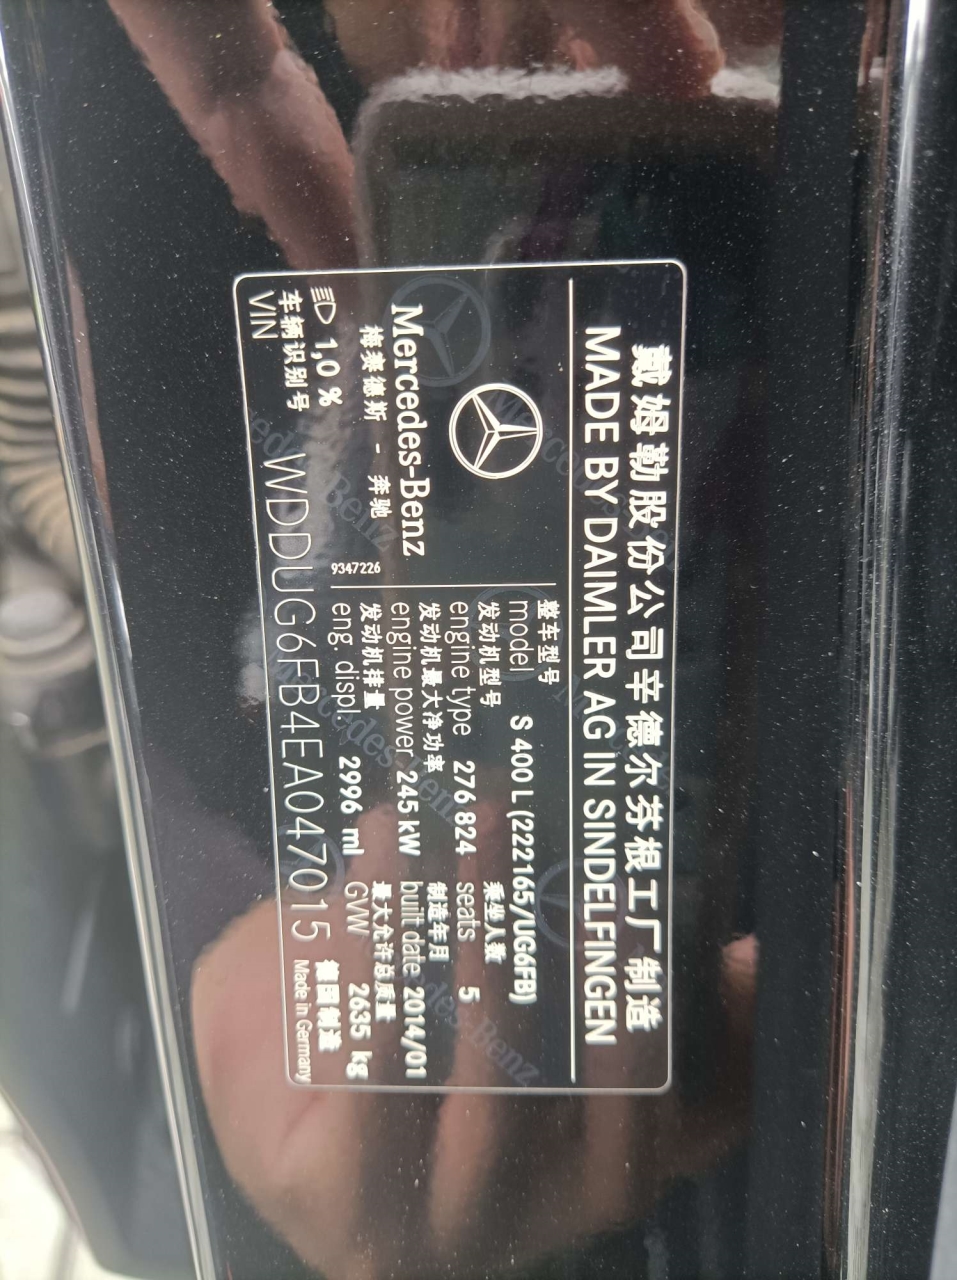 戴姆勒股份公司辛德尔芬根工厂制造
MADE BY DAIMLER AG IN SINDELFINGEN
Mercedes-Benz
梅赛德斯 - 奔驰
9347226
整车型号
model S 400 L (222165/UG6FB)
发动机型号 乘坐人数
engine type 276 824 seats 5
发动机最大净功率 制造年月
engine power 245 kW built date 2014/01
发动机排量 最大允许总质量
eng. displ. 2996 ml GVW 2635 kg
1,0 %
车辆识别号 德国制造
VIN WDDUG6FB4EA047015 Made in Germany